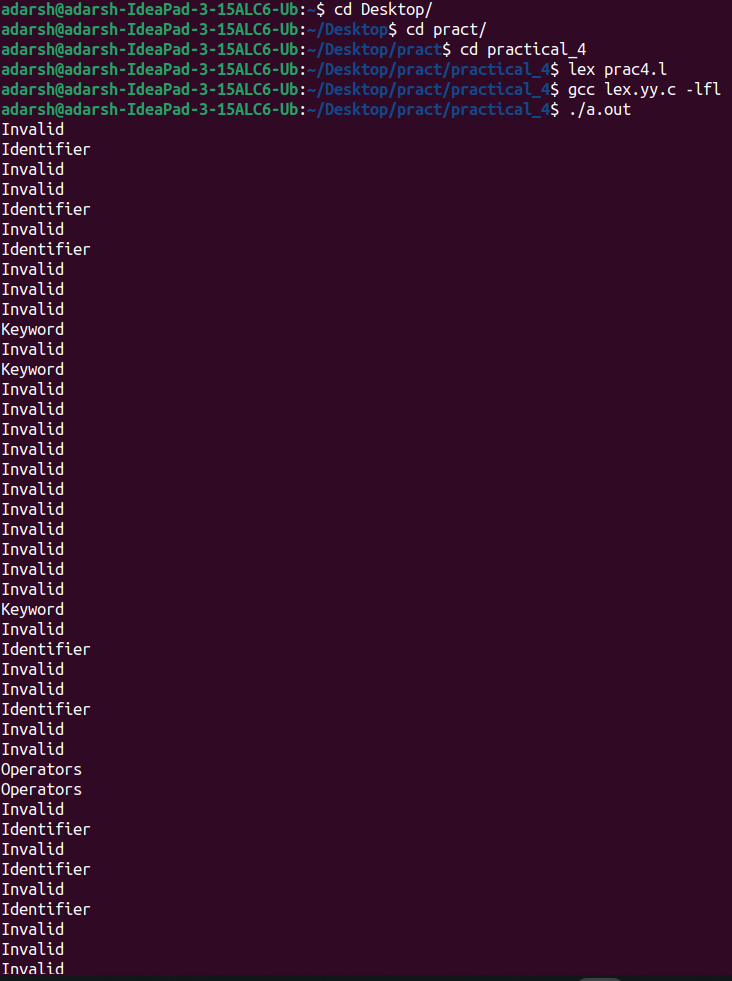 adarsh@adarsh-IdeaPad-3-15ALC6-Ub:~$ cd Desktop/
adarsh@adarsh-IdeaPad-3-15ALC6-Ub:~/Desktop$ cd pract/
adarsh@adarsh-IdeaPad-3-15ALC6-Ub:~/Desktop/pract$ cd practical_4
adarsh@adarsh-IdeaPad-3-15ALC6-Ub:~/Desktop/pract/practical_4$ lex prac4.l
adarsh@adarsh-IdeaPad-3-15ALC6-Ub:~/Desktop/pract/practical_4$ gcc lex.yy.c -lfl
adarsh@adarsh-IdeaPad-3-15ALC6-Ub:~/Desktop/pract/practical_4$ ./a.out
Invalid
Identifier
Invalid
Invalid
Identifier
Invalid
Identifier
Invalid
Invalid
Invalid
Keyword
Invalid
Keyword
Invalid
Invalid
Invalid
Invalid
Invalid
Invalid
Invalid
Invalid
Invalid
Invalid
Invalid
Keyword
Invalid
Identifier
Invalid
Invalid
Identifier
Invalid
Invalid
Operators
Operators
Invalid
Identifier
Invalid
Identifier
Invalid
Identifier
Invalid
Invalid
Invalid